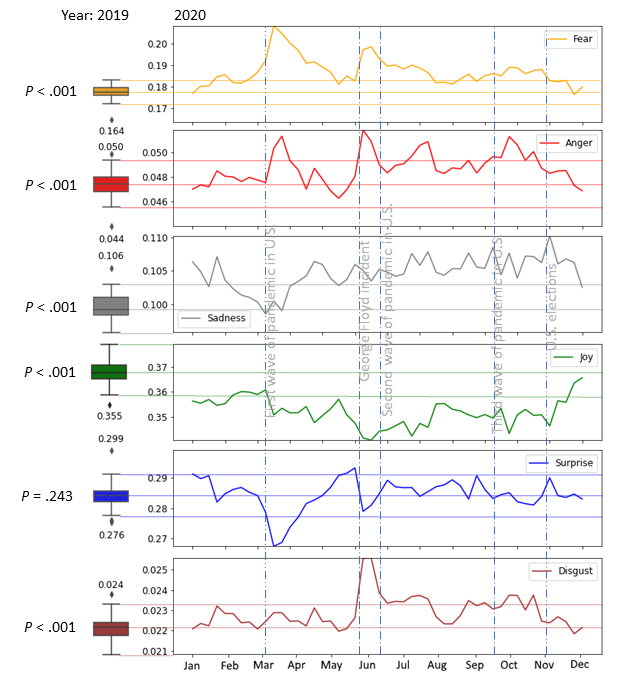 Year: 2019
2020
Fear
0.20
0.19
0.18
0.17
P < .001
0.164
0.050
Anger
0.050
0.048
0.046
P < .001
0.044
0.106
0.110
0.105
0.100
Sadness
P < .001
Joy
0.37
0.36
0.35
P < .001
0.355
0.299
First wave of pandemic in U.S.
George Floyd incident
Second wave of pandemic in U.S.
Third wave of pandemic in U.S.
U.S. elections
Surprise
0.29
0.28
0.27
P = .243
0.276
0.024
Disgust
0.025
0.024
0.023
0.022
0.021
P < .001
Jan Feb Mar Apr May Jun Jul Aug Sep Oct Nov Dec